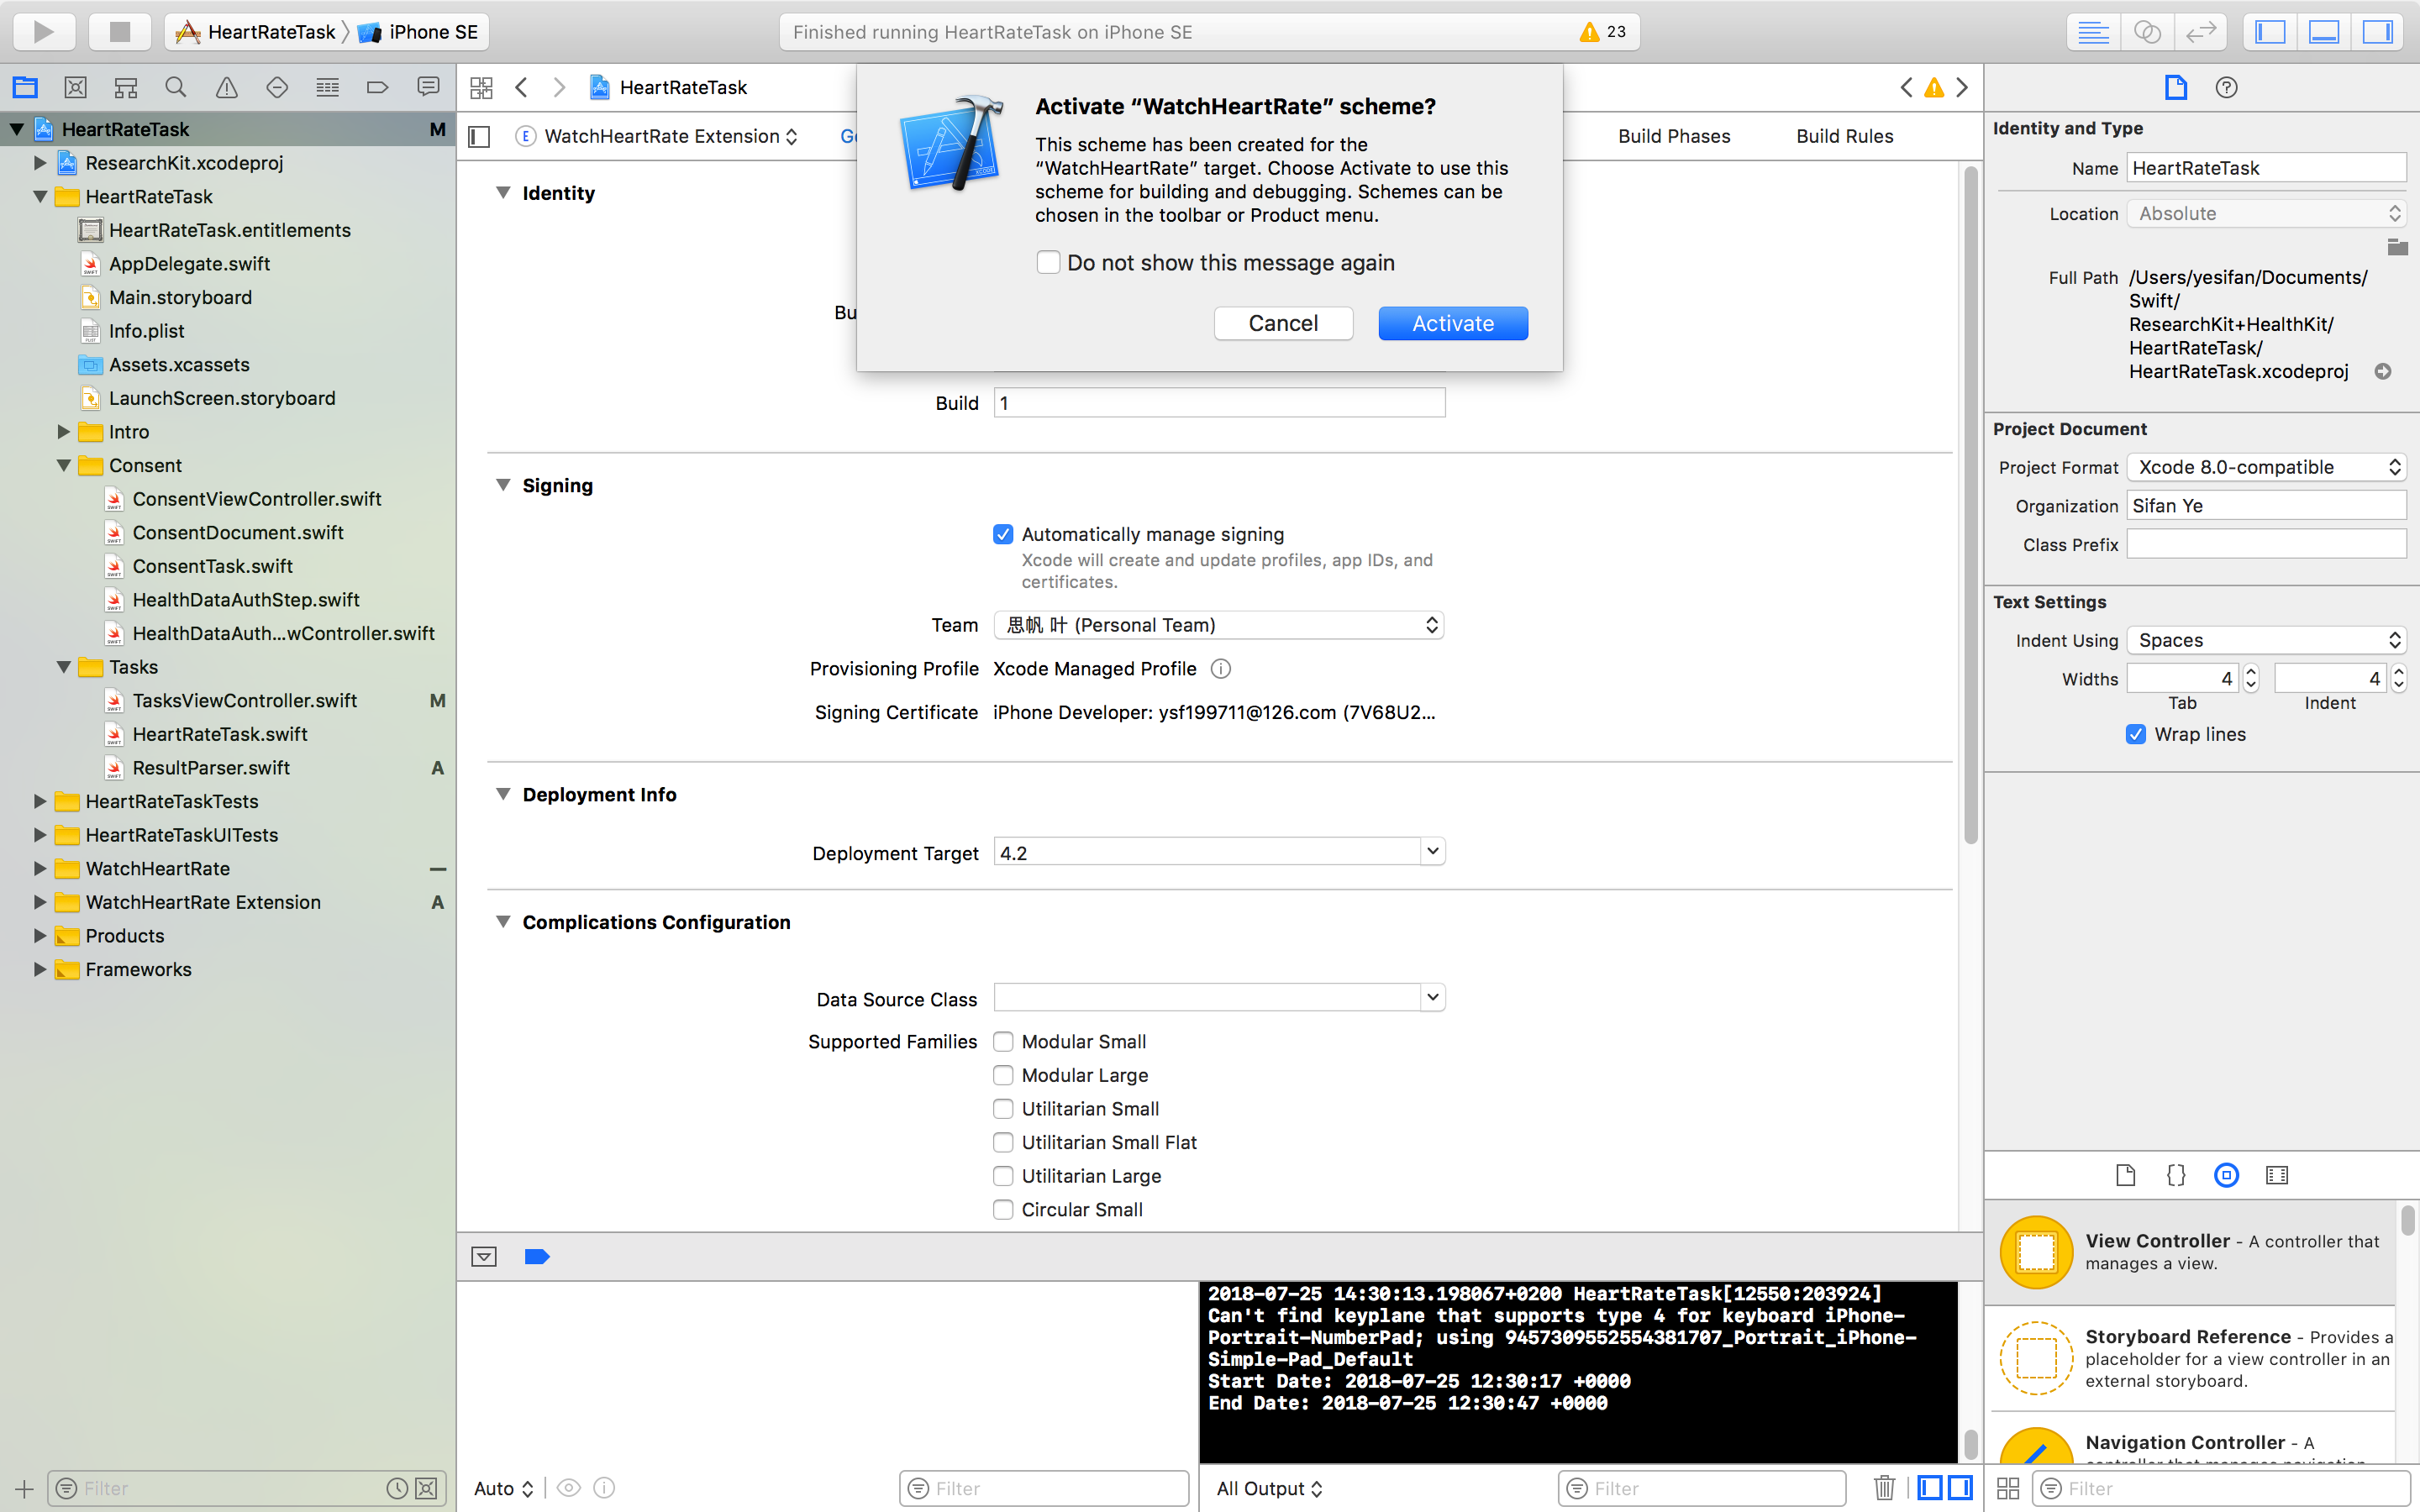 HeartRateTask
iPhone SE
Finished running HeartRateTask on iPhone SE
23
HeartRateTask M
ResearchKit.xcodeproj
HeartRateTask
HeartRateTask.entitlements
AppDelegate.swift
Main.storyboard
Info.plist
Assets.xcassets
LaunchScreen.storyboard
Intro
Consent
ConsentViewController.swift
ConsentDocument.swift
ConsentTask.swift
HealthDataAuthStep.swift
HealthDataAuth...wController.swift
Tasks
TasksViewController.swift M
HeartRateTask.swift
ResultParser.swift A
HeartRateTaskTests
HeartRateTaskUITests
WatchHeartRate
WatchHeartRate Extension A
Products
Frameworks
Filter
HeartRateTask
E WatchHeartRate Extension
Build Phases
Build Rules
Activate “WatchHeartRate” scheme?
This scheme has been created for the
“WatchHeartRate” target. Choose Activate to use this
scheme for building and debugging. Schemes can be
chosen in the toolbar or Product menu.
Do not show this message again
Cancel
Activate
Identity
Build 1
Signing
Automatically manage signing
Xcode will create and update profiles, app IDs, and
certificates.
Team 思帆 叶 (Personal Team)
Provisioning Profile Xcode Managed Profile
Signing Certificate iPhone Developer: ysf199711@126.com (7V68U2...
Deployment Info
Deployment Target 4.2
Complications Configuration
Data Source Class
Supported Families Modular Small
Modular Large
Utilitarian Small
Utilitarian Small Flat
Utilitarian Large
Circular Small
Auto
Filter
2018-07-25 14:30:13.198067+0200 HeartRateTask[12550:203924]
Can't find keyplane that supports type 4 for keyboard iPhone-
Portrait-NumberPad; using 9457309552554381707_Portrait_iPhone-
Simple-Pad_Default
Start Date: 2018-07-25 12:30:17 +0000
End Date: 2018-07-25 12:30:47 +0000
All Output
Filter
Identity and Type
Name HeartRateTask
Location Absolute
Full Path /Users/yesifan/Documents/
Swift/
ResearchKit+HealthKit/
HeartRateTask/
HeartRateTask.xcodeproj
Project Document
Project Format Xcode 8.0-compatible
Organization Sifan Ye
Class Prefix
Text Settings
Indent Using Spaces
Widths 4 4
Tab Indent
Wrap lines
View Controller - A controller that
manages a view.
Storyboard Reference - Provides a
placeholder for a view controller in an
external storyboard.
Navigation Controller - A
Filter